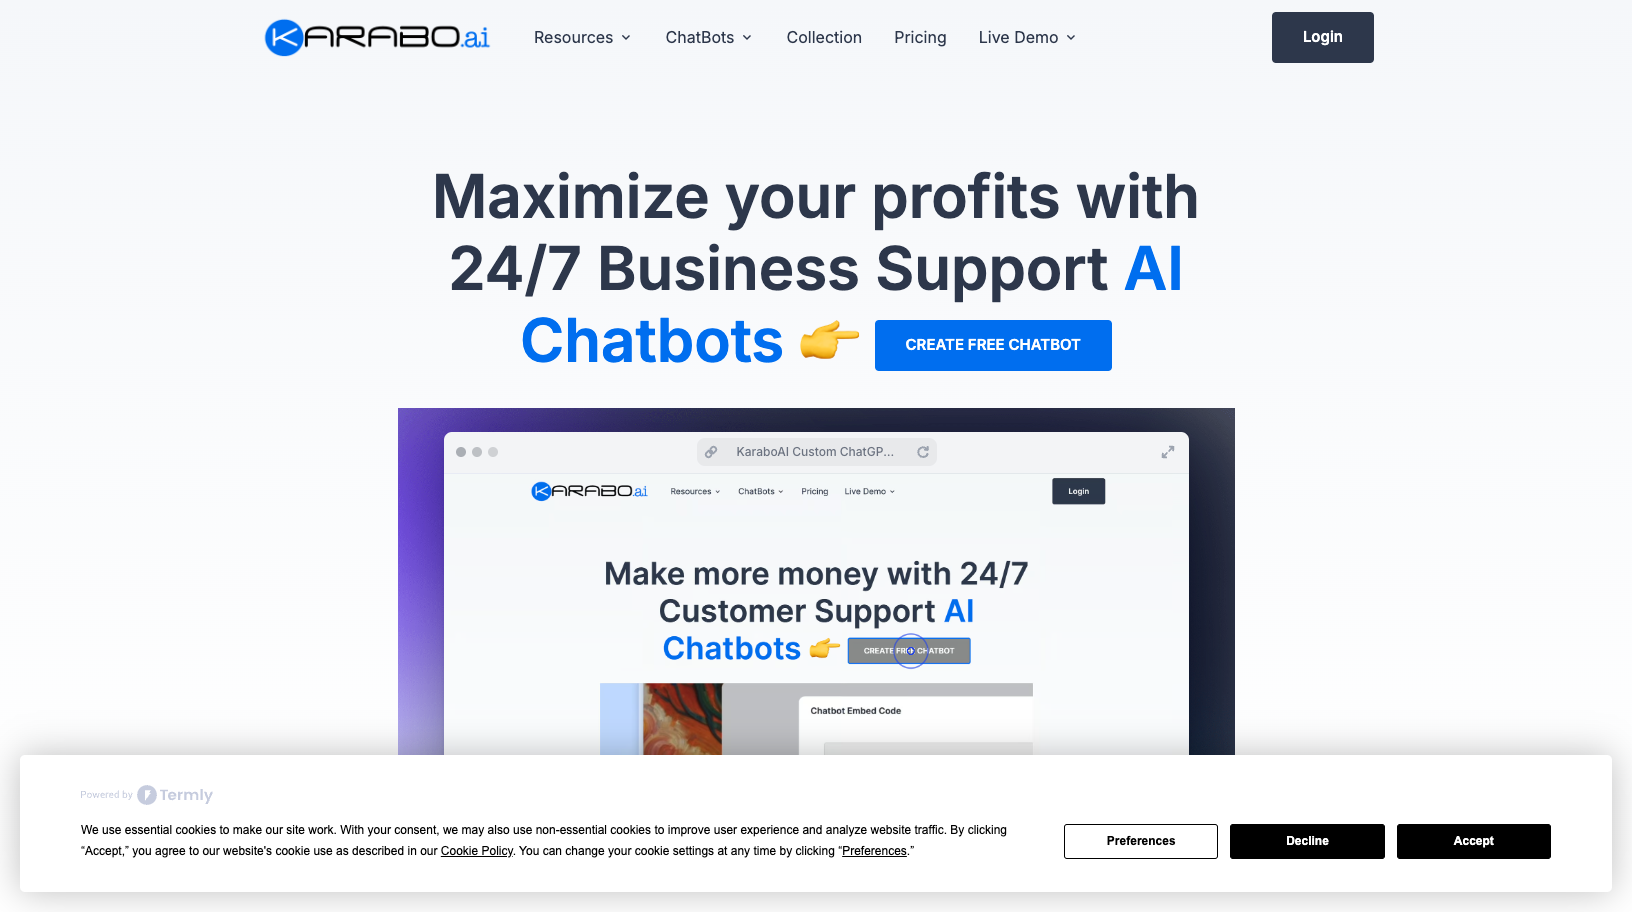 KARABO.ai
Resources
ChatBots
Collection
Pricing
Live Demo
Login
Maximize your profits with
24/7 Business Support AI
Chatbots 👉 CREATE FREE CHATBOT
KaraboAI Custom ChatGP...
KARABO.ai
Resources
ChatBots
Pricing
Live Demo
Login
Make more money with 24/7
Customer Support AI
Chatbots 👉 CREATE FREE CHATBOT
Chatbot Embed Code
Powered by Termly
We use essential cookies to make our site work. With your consent, we may also use non-essential cookies to improve user experience and analyze website traffic. By clicking
“Accept,” you agree to our website's cookie use as described in our Cookie Policy. You can change your cookie settings at any time by clicking “Preferences.”
Preferences
Decline
Accept